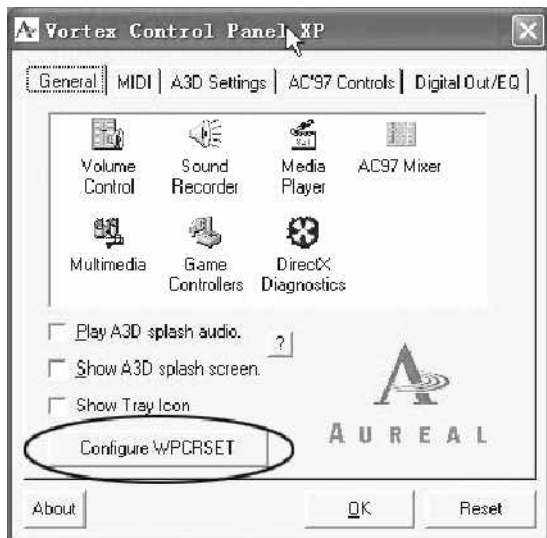 Vortex Control Panel XP
General MIDI A3D Settings AC'97 Controls Digital Out/EQ
Volume Control
Sound Recorder
Media Player
AC97 Mixer
Multimedia
Game Controllers
DirectX Diagnostics
Play A3D splash audio.
?
Show A3D splash screen.
Show Tray Icon
Configure WPCRSET
AUREAL
About OK Reset